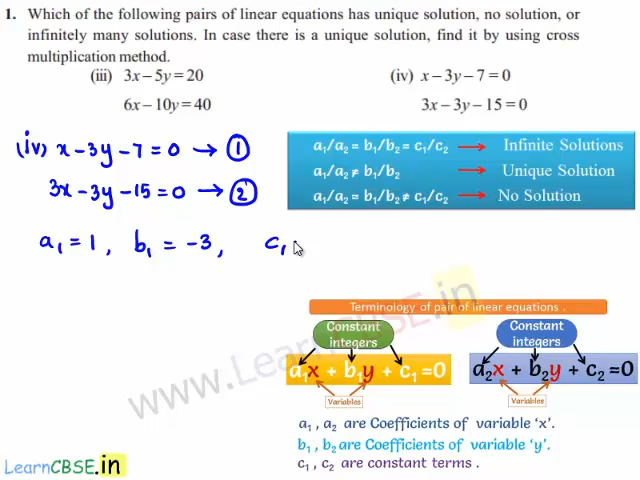 1. Which of the following pairs of linear equations has unique solution, no solution, or
infinitely many solutions. In case there is a unique solution, find it by using cross
multiplication method.
(iii) 3x – 5y = 20
6x – 10y = 40
(iv) x – 3y – 7 = 0
3x – 3y – 15 = 0
(iv) x – 3y – 7 = 0 → ①
3x – 3y – 15 = 0 → ②
a₁ = 1, b₁ = –3, c₁
a₁/a₂ = b₁/b₂ = c₁/c₂ → Infinite Solutions
a₁/a₂ ≠ b₁/b₂ → Unique Solution
a₁/a₂ = b₁/b₂ ≠ c₁/c₂ → No Solution
Terminology of pair of linear equations .
Constant
integers
a₁x + b₁y + c₁ =0
Variables
Constant
integers
a₂x + b₂y + c₂ =0
Variables
a₁ , a₂ are Coefficients of variable ‘x’.
b₁ , b₂ are Coefficients of variable ‘y’.
c₁ , c₂ are constant terms .
www.LearnCBSE.in
LearnCBSE.in